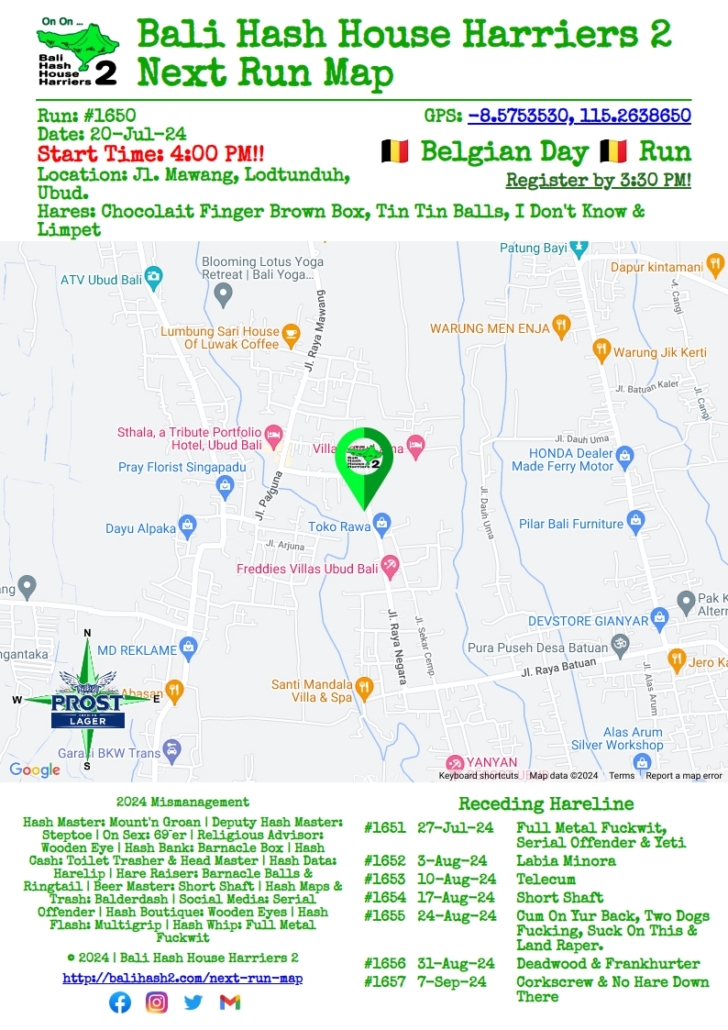 On On ...
Bali
Hash
House
Harriers 2
Bali Hash House Harriers 2
Next Run Map
Run: #1650
GPS: -8.5753530, 115.2638650
Date: 20-Jul-24
Start Time: 4:00 PM!!
Belgian Day Run
Location: Jl. Mawang, Lodtunduh,
Ubud.
Register by 3:30 PM!
Hares: Chocolait Finger Brown Box, Tin Tin Balls, I Don't Know &
Limpet
Patung Bayi
Blooming Lotus Yoga
Retreat | Bali Yoga...
ATV Ubud Bali
Dapur kintamani
Jl. Cangi
Jl. Raya Mawang
Lumbung Sari House
Of Luwak Coffee
WARUNG MEN ENJA
Warung Jik Kerti
Jl. Batuan Kaler
Jl. Cangi
Sthala, a Tribute Portfolio
Hotel, Ubud Bali
Villa
Bali
Hash
House
Harriers 2
Jl. Dauh Uma
HONDA Dealer
Made Ferry Motor
Pray Florist Singapadu
Jl. Pa/guna
Jl. Dauh Uma
Dayu Alpaka
Toko Rawa
Pilar Bali Furniture
Jl. Arjuna
Freddies Villas Ubud Bali
ang
Pak K
Altern
Jl. Raya Negara
Jl. Sekar Cemp
DEVSTORE GIANYAR
N
MD REKLAME
ngantaka
Pura Puseh Desa Batuan
Jl. Raya Batuan
Jero Ka
Jl. Alas Arum
W
E
PROST
LAGER
Abasan
Santi Mandala
Villa & Spa
Garasi BKW Trans
Alas Arum
Silver Workshop
S
YANYAN
Google
Keyboard shortcuts Map data ©2024 Terms Report a map error
2024 Mismanagement
Hash Master: Mount'n Groan | Deputy Hash Master:
Steptoe | On Sex: 69'er | Religious Advisor:
Wooden Eye | Hash Bank: Barnacle Box | Hash
Cash: Toilet Trasher & Head Master | Hash Data:
Harelip | Hare Raiser: Barnacle Balls &
Ringtail | Beer Master: Short Shaft | Hash Maps &
Trash: Balderdash | Social Media: Serial
Offender | Hash Boutique: Wooden Eyes | Hash
Flash: Multigrip | Hash Whip: Full Metal
Fuckwit
© 2024 | Bali Hash House Harriers 2
http://balihash2.com/next-run-map
Receding Hareline
#1651 27-Jul-24 Full Metal Fuckwit,
Serial Offender & Yeti
#1652 3-Aug-24 Labia Minora
#1653 10-Aug-24 Telecum
#1654 17-Aug-24 Short Shaft
#1655 24-Aug-24 Cum On Yur Back, Two Dogs
Fucking, Suck On This &
Land Raper.
#1656 31-Aug-24 Deadwood & Frankhurter
#1657 7-Sep-24 Corkscrew & No Hare Down
There